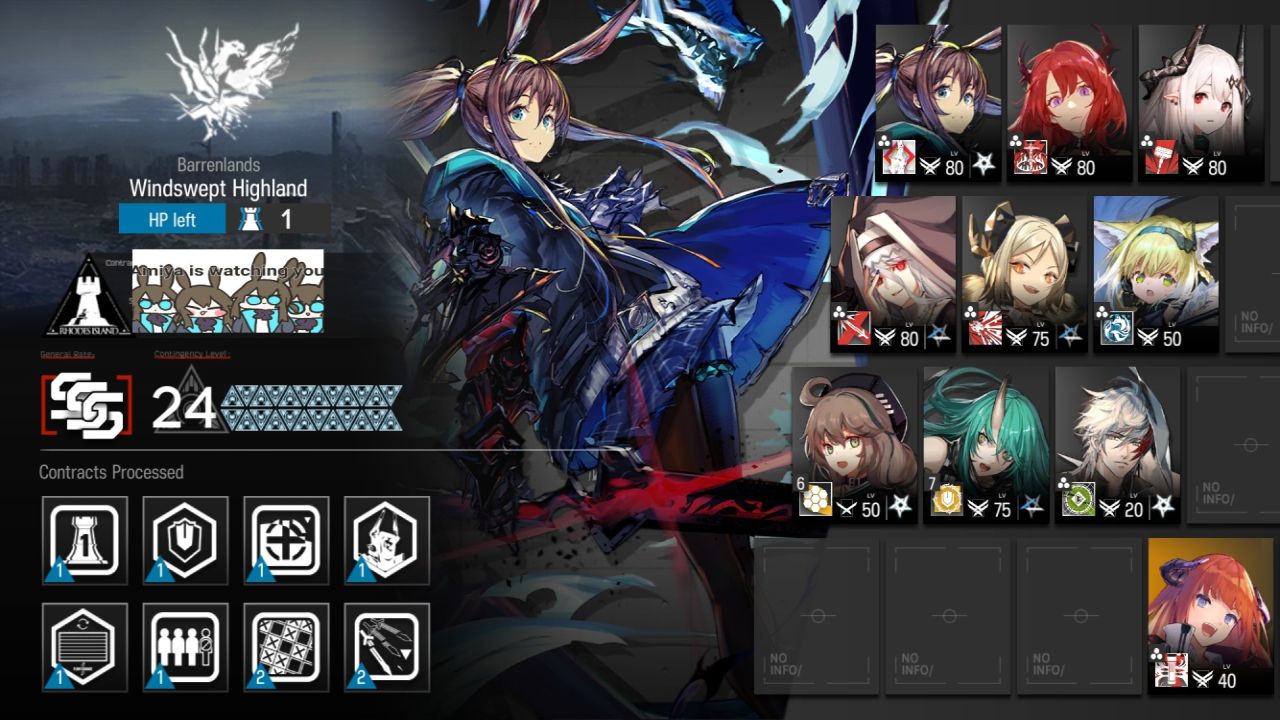 Barrenlands
Windswept Highland
HP left
1
Contra
Amiya is watching you
RHODES ISLAND
General Rate:
Contingency Level:
SSS
24
Contracts Processed
1
1
1
1
1
1
1
2
2
LV
80
LV
80
LV
80
LV
80
LV
75
LV
50
NO
INFO/
6
LV
50
7
LV
75
LV
20
NO
INFO/
NO
INFO/
NO
INFO/
NO
INFO/
LV
40